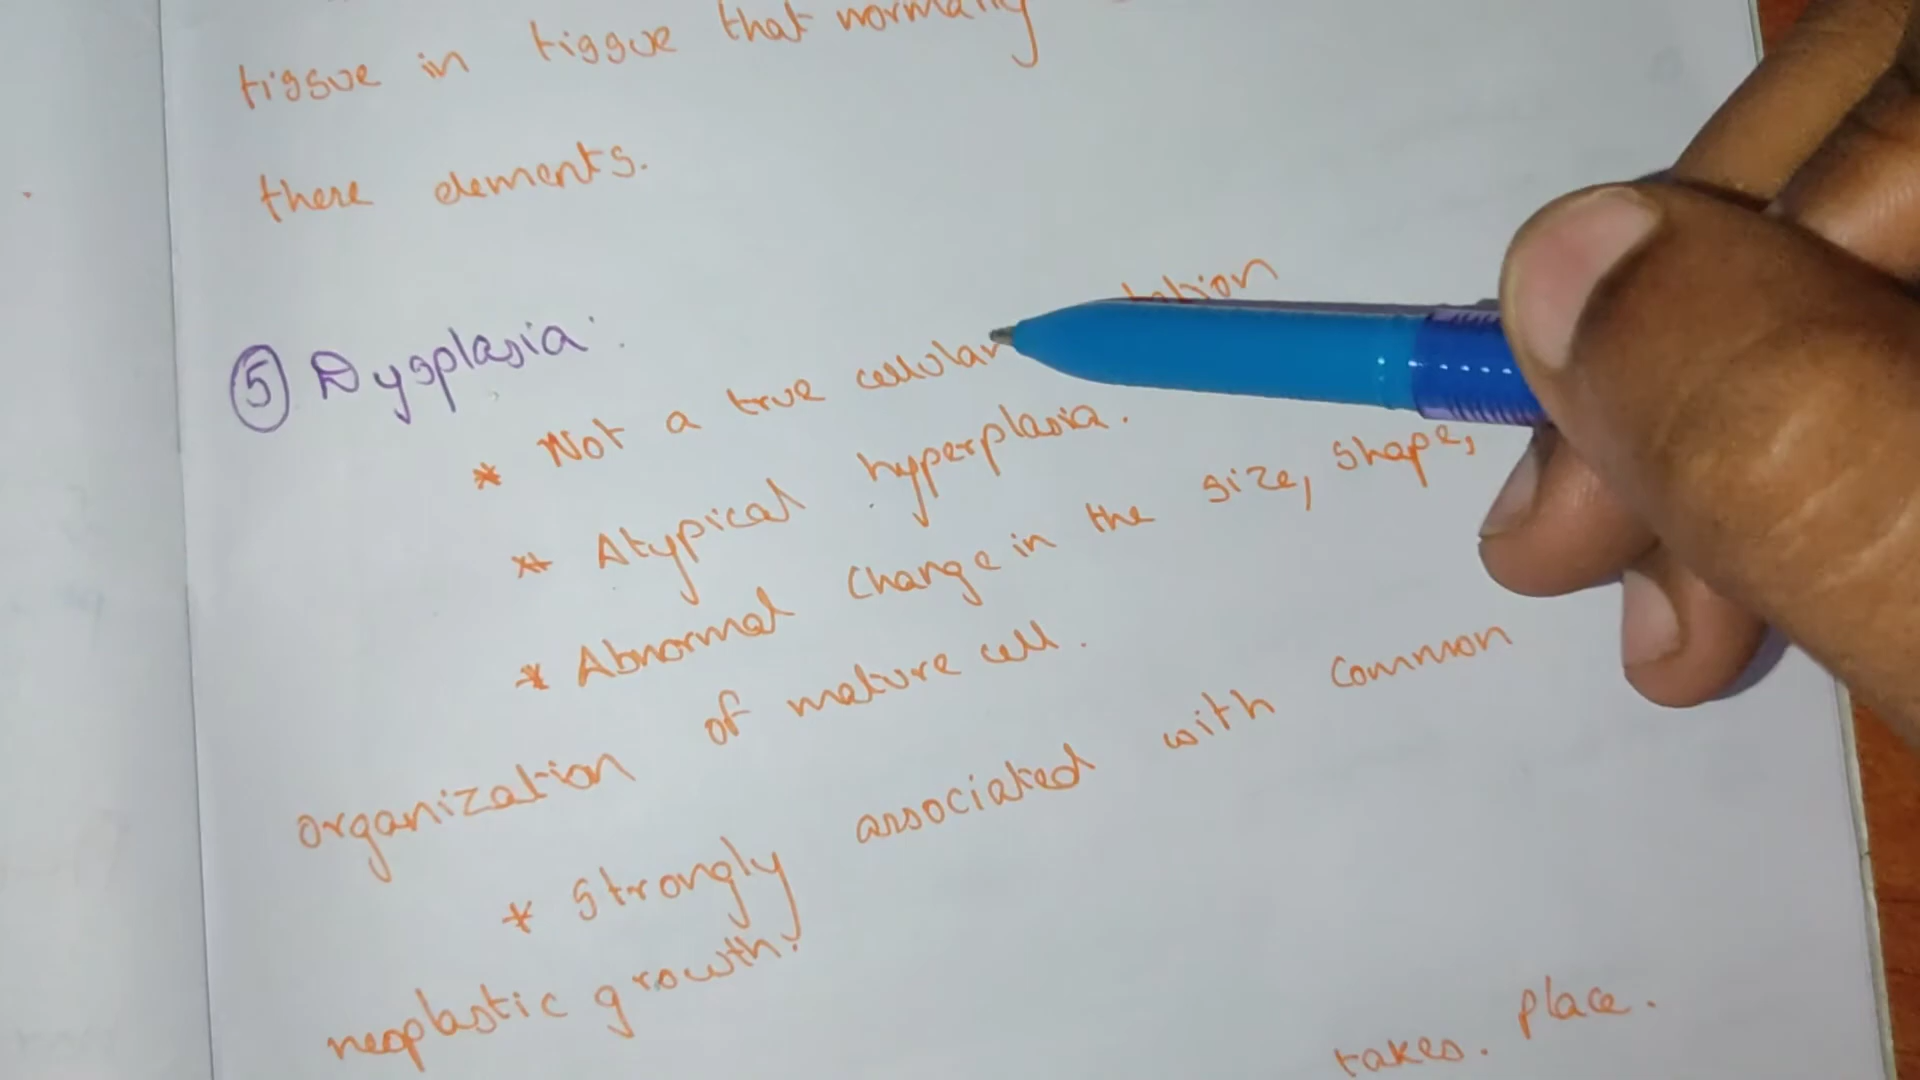 tissue in tissue that normally
there elements.
⑤ Dysplasia:
* Not a true cellular
* Atypical hyperplasia.
* Abnormal change in the size, shape,
organization of mature cell.
* Strongly associated with common
neoplastic growth.
takes. place.